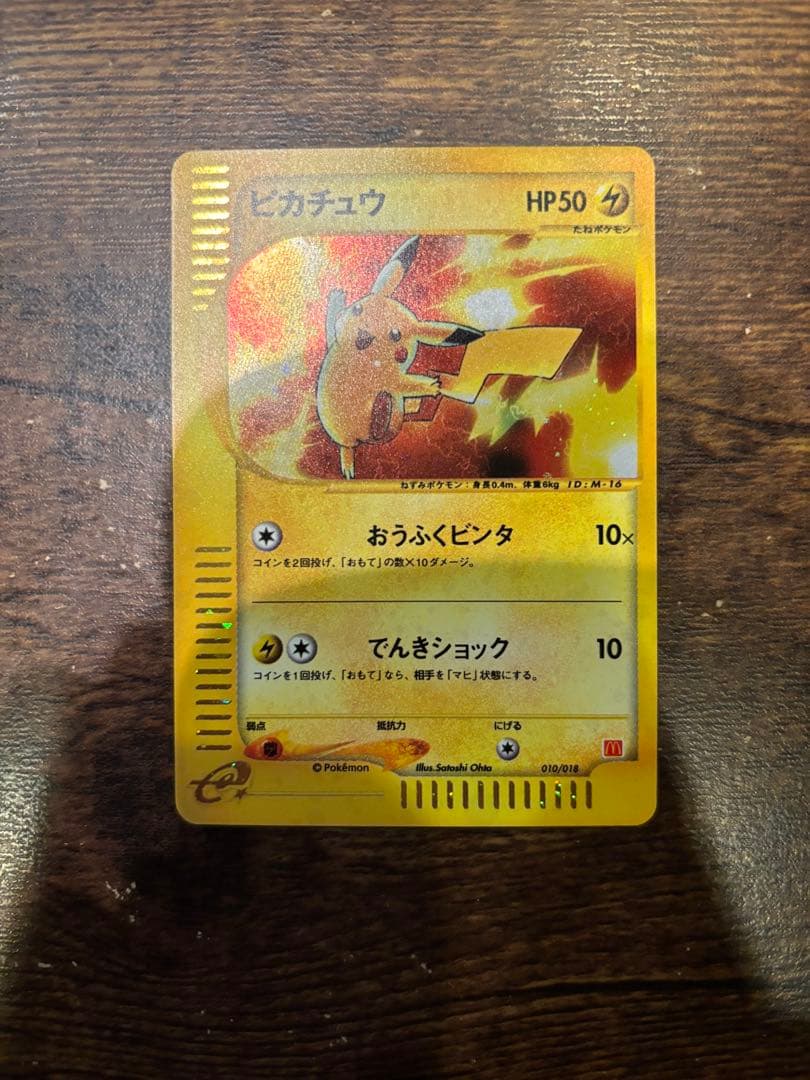 ピカチュウ HP50
たねポケモン
ねずみポケモン：身長0.4m、体重6kg ID:M-16
おうふくビンタ 10×
コインを2回投げ、「おもて」の数×10ダメージ。
でんきショック 10
コインを1回投げ、「おもて」なら、相手を「マヒ」状態にする。
弱点 抵抗力 にげる
©Pokémon Illus.Satoshi Ohta 010/018